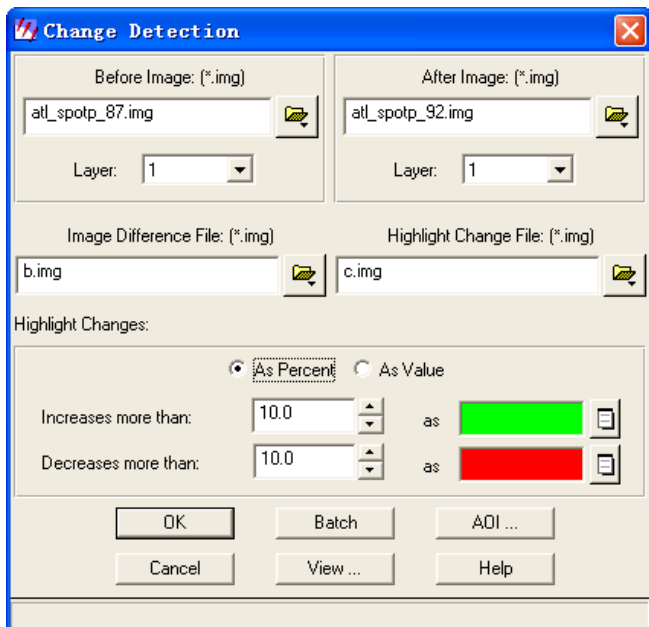 Change Detection
Before Image: (*.img) After Image: (*.img)
atl_spotp_87.img atl_spotp_92.img
Layer: 1 Layer: 1
Image Difference File: (*.img) Highlight Change File: (*.img)
b.img c.img
Highlight Changes:
As Percent As Value
Increases more than: 10.0 as
Decreases more than: 10.0 as
OK Batch AOI ...
Cancel View ... Help